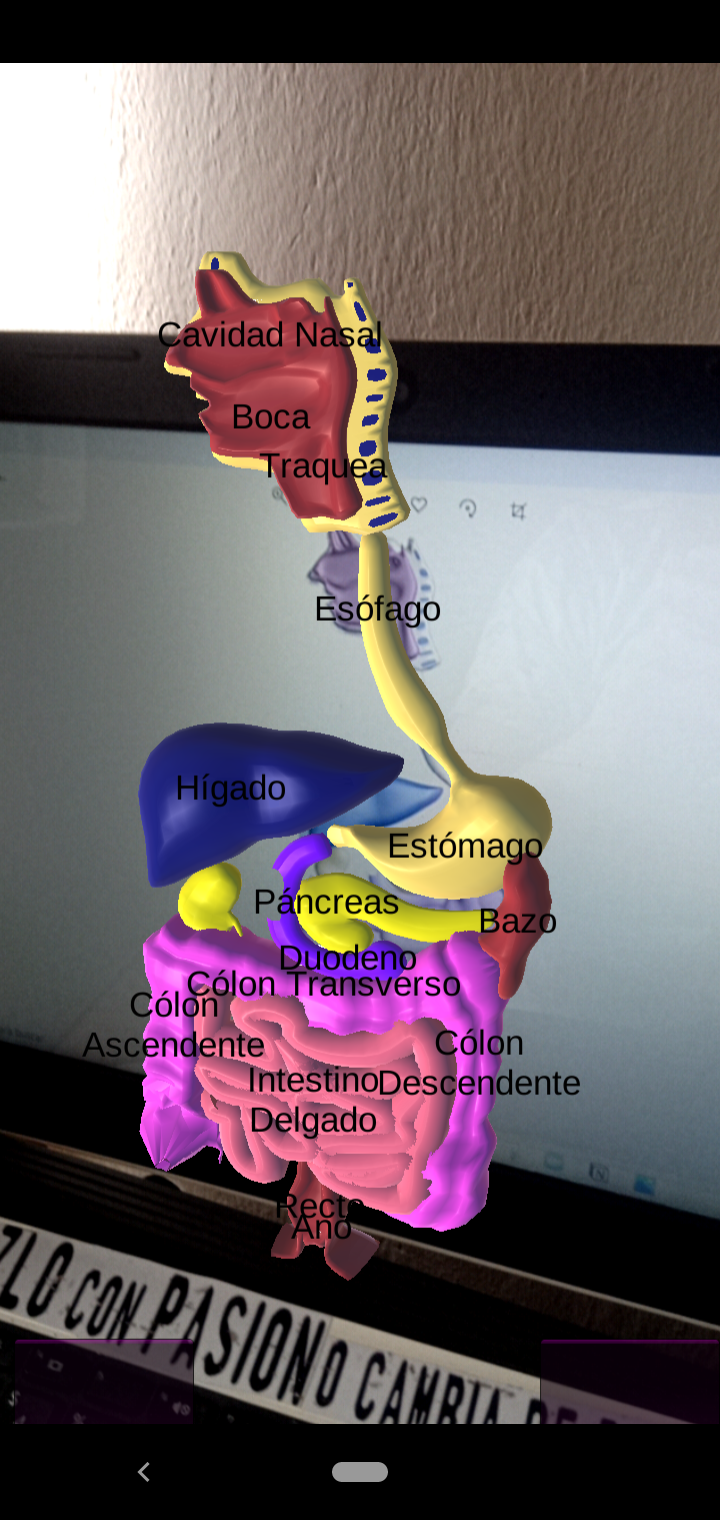 Cavidad Nasal
Boca
Traquea
Esófago
Hígado
Estómago
Páncreas
Bazo
Duodeno
Cólon Transverso
Cólon
Ascendente
Cólon
Descendente
Intestino
Delgado
Recto
Ano
ZLO CON PASION O CAMBIA DE